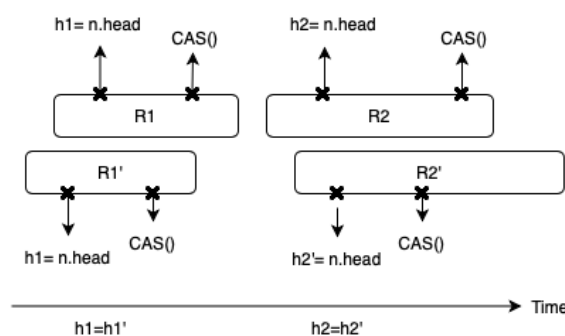 h1= n.head
CAS()
h2= n.head
CAS()
R1
R2
R1'
R2'
h1= n.head
CAS()
h2'= n.head
CAS()
Time
h1=h1'
h2=h2'